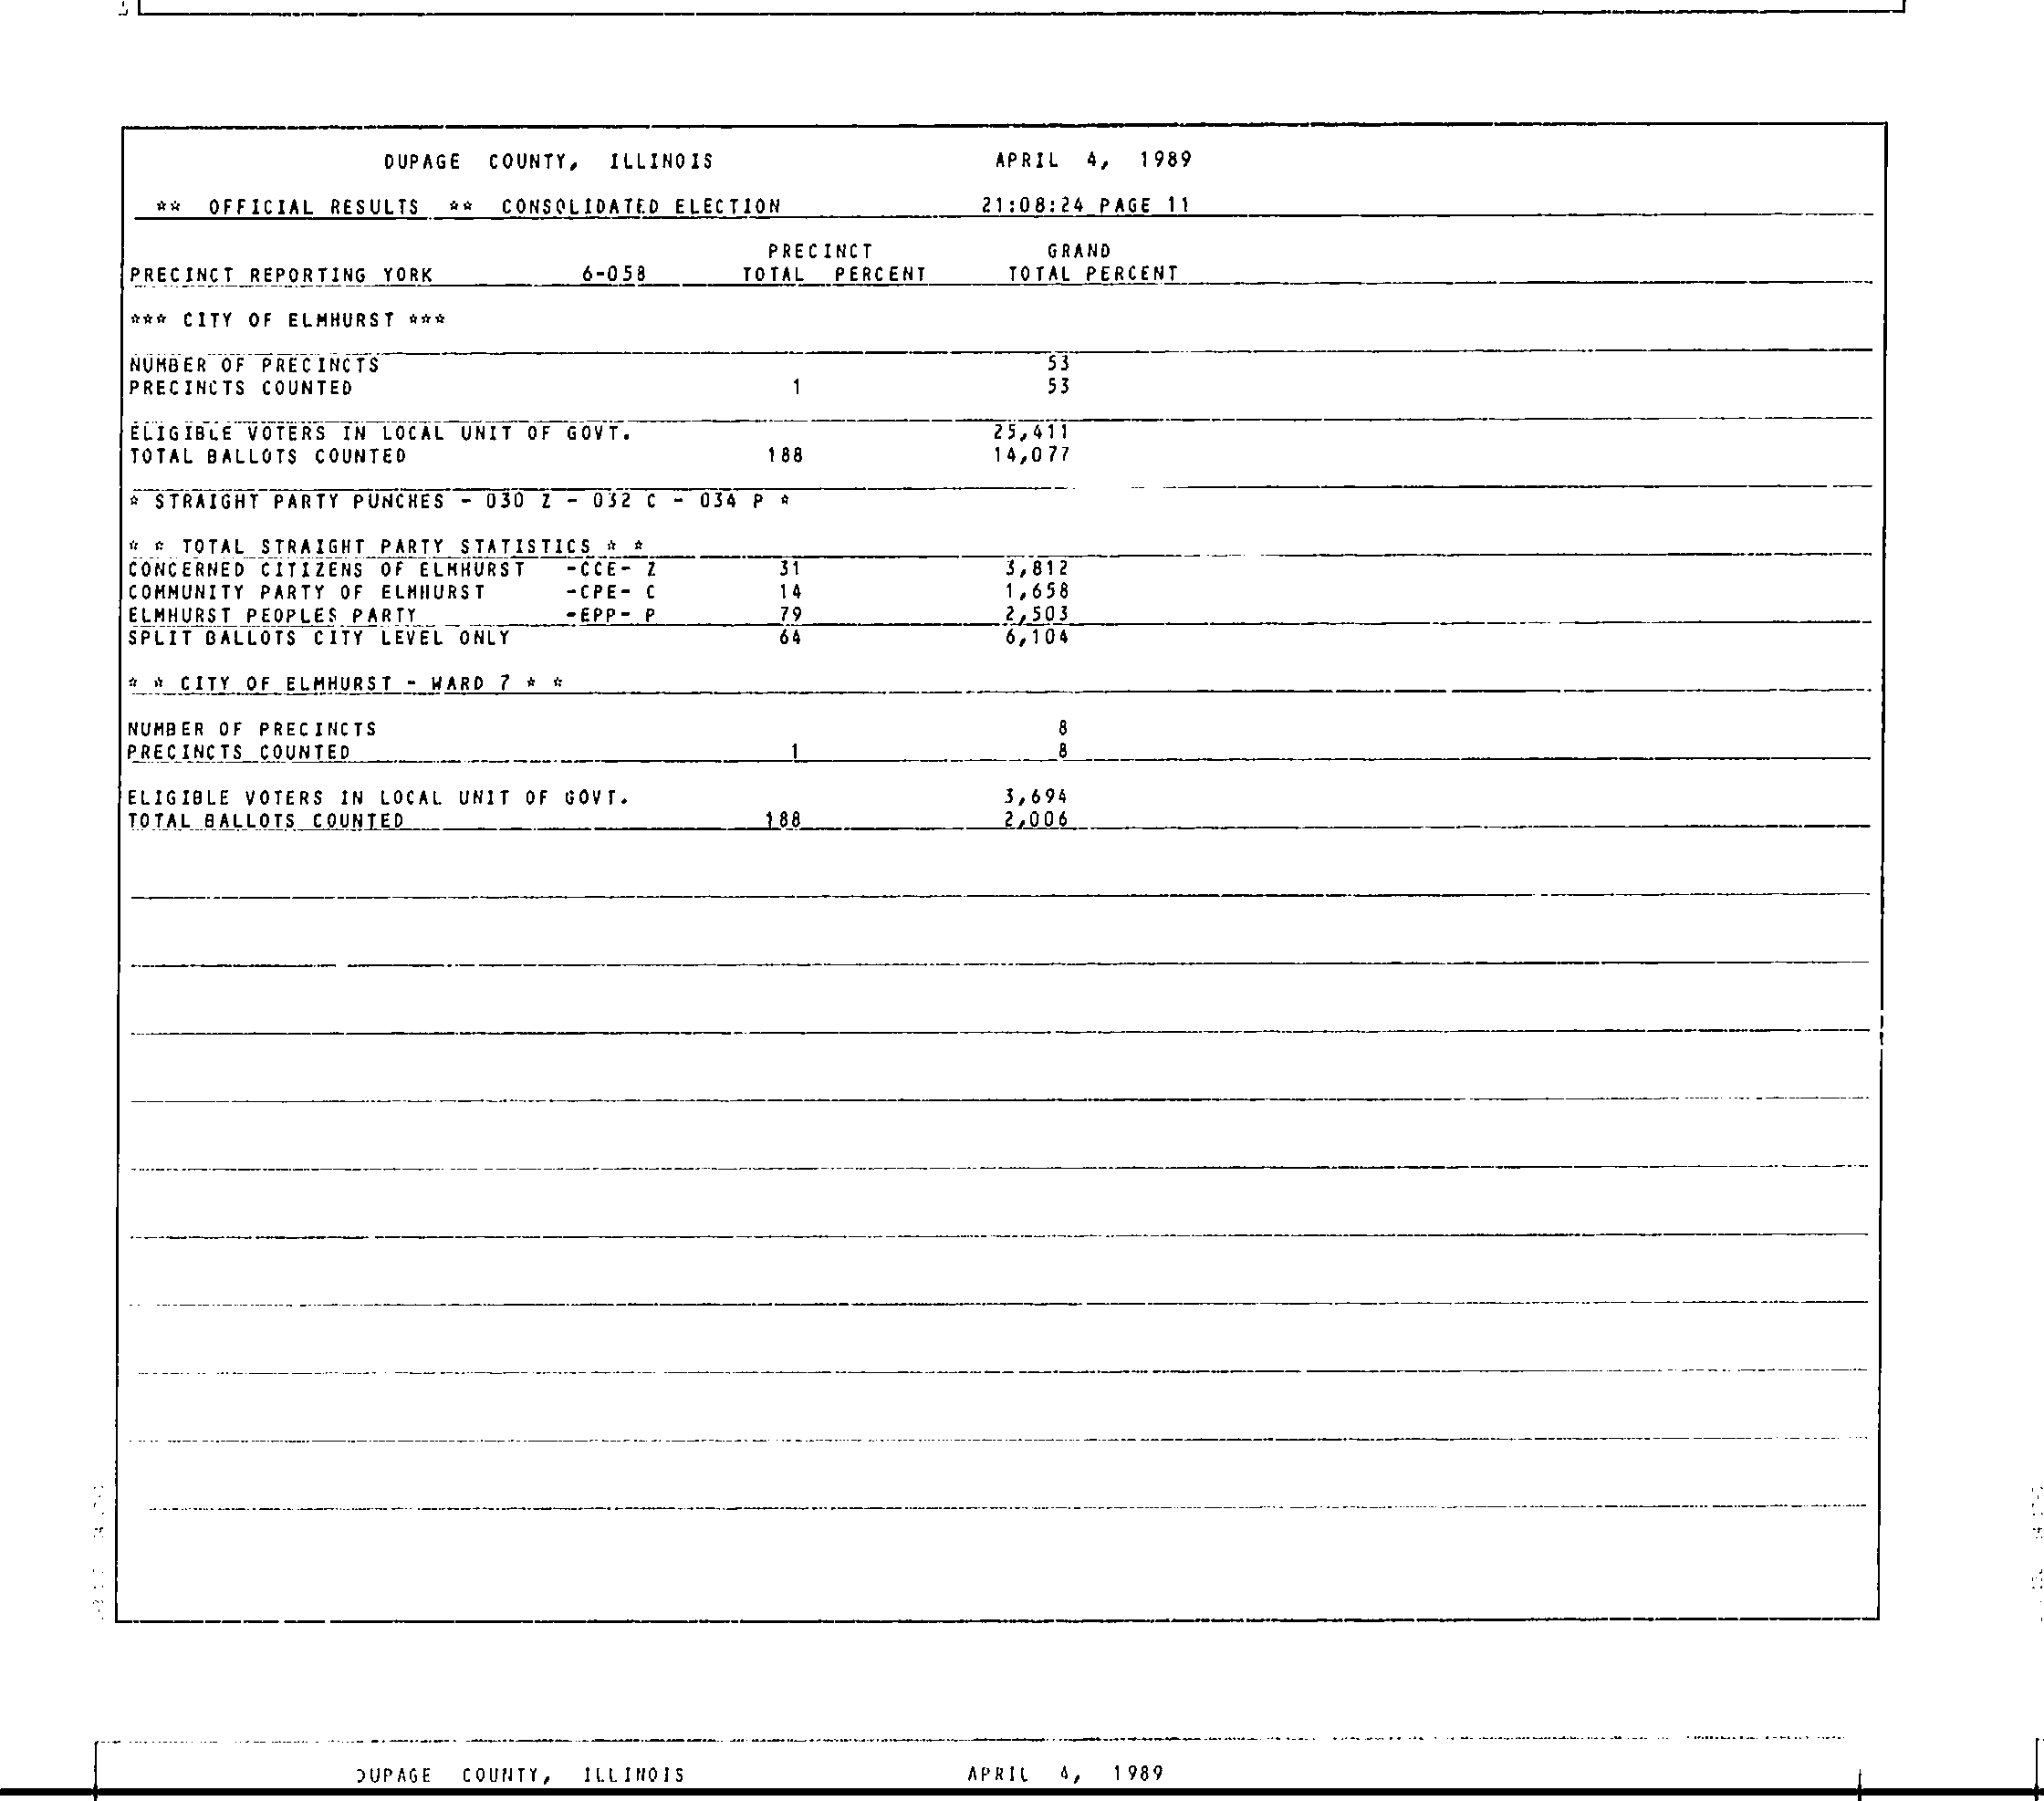 DUPAGE COUNTY, ILLINOIS APRIL 4, 1989
** OFFICIAL RESULTS ** CONSOLIDATED ELECTION 21:08:24 PAGE 11
PRECINCT GRAND
PRECINCT REPORTING YORK 6-058 TOTAL PERCENT TOTAL PERCENT
*** CITY OF ELMHURST ***
NUMBER OF PRECINCTS 53
PRECINCTS COUNTED 1 53
ELIGIBLE VOTERS IN LOCAL UNIT OF GOVT. 25,411
TOTAL BALLOTS COUNTED 188 14,077
* STRAIGHT PARTY PUNCHES - 030 Z - 032 C - 034 P *
* * TOTAL STRAIGHT PARTY STATISTICS * *
CONCERNED CITIZENS OF ELMHURST -CCE- Z 31 3,812
COMMUNITY PARTY OF ELMHURST -CPE- C 14 1,658
ELMHURST PEOPLES PARTY -EPP- P 79 2,503
SPLIT BALLOTS CITY LEVEL ONLY 64 6,104
* * CITY OF ELMHURST - WARD 7 * *
NUMBER OF PRECINCTS 8
PRECINCTS COUNTED 1 8
ELIGIBLE VOTERS IN LOCAL UNIT OF GOVT. 3,694
TOTAL BALLOTS COUNTED 188 2,006
DUPAGE COUNTY, ILLINOIS APRIL 4, 1989